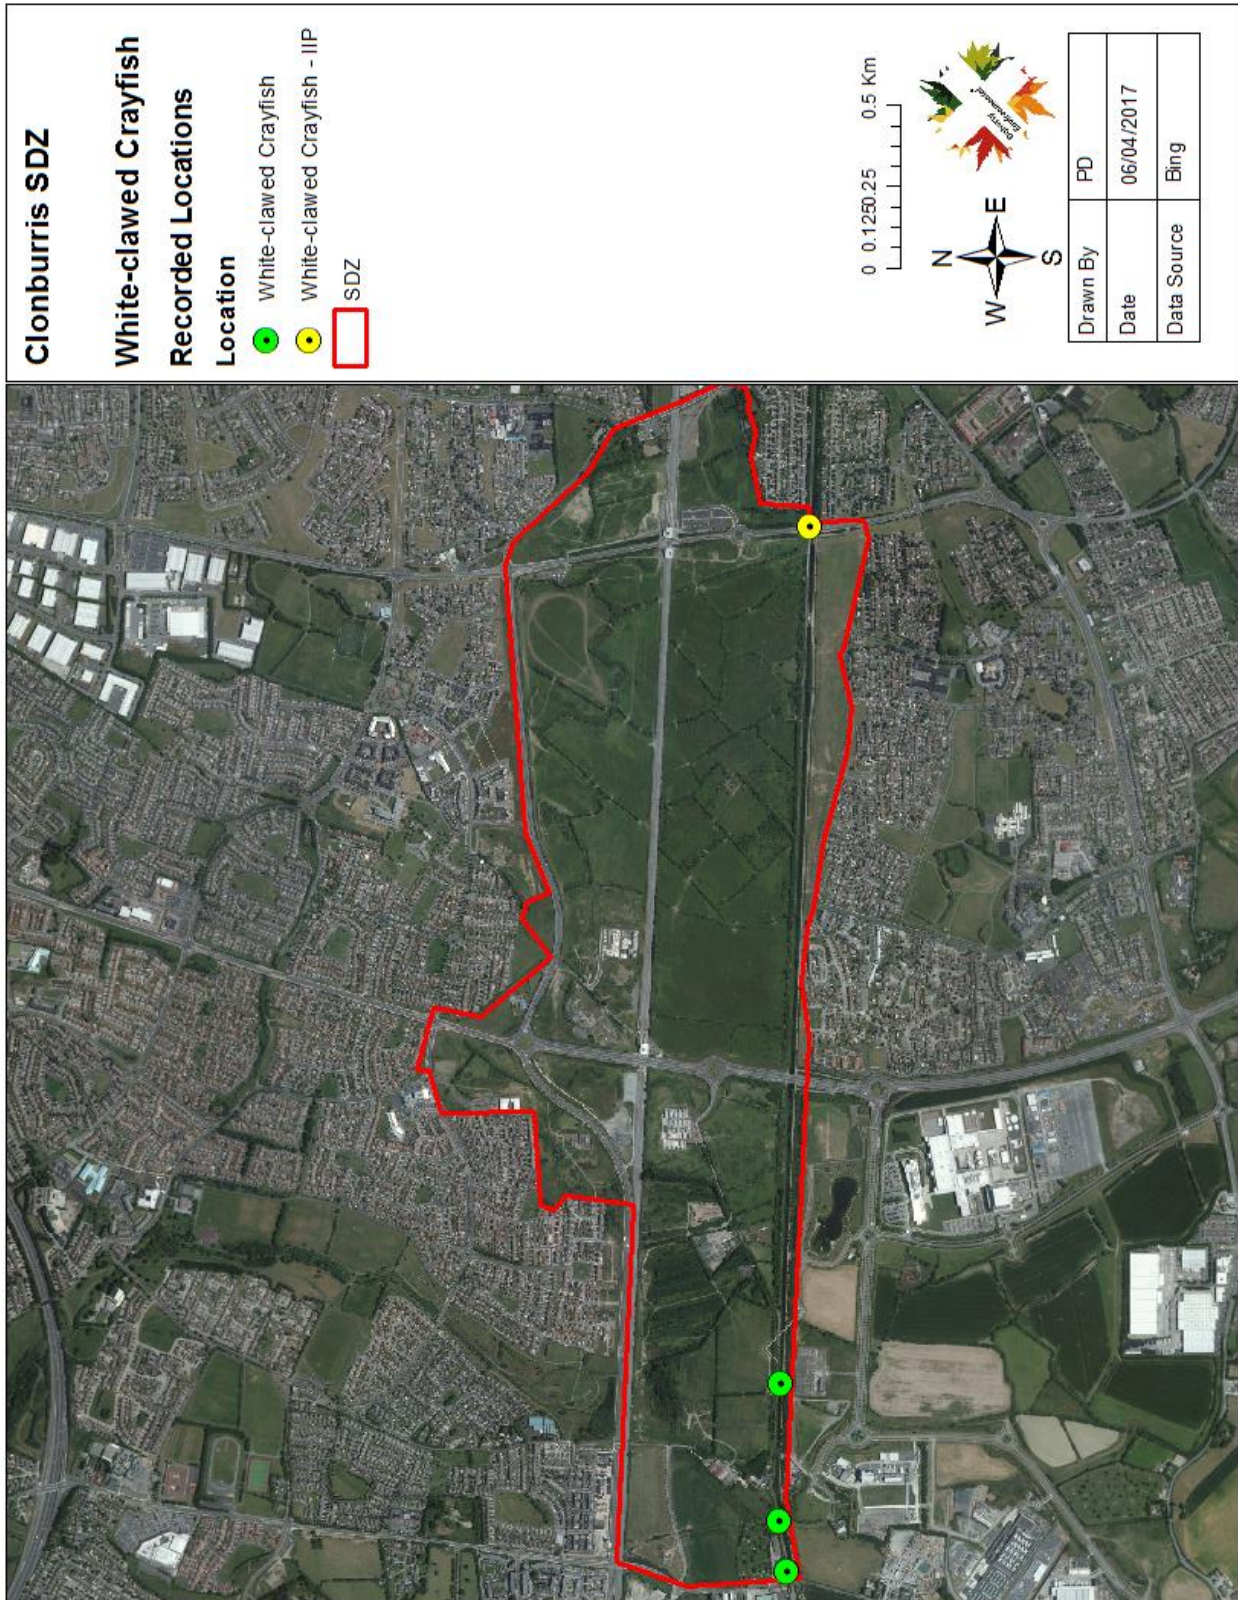 Clonburris SDZ
White-clawed Crayfish
Recorded Locations
Location
White-clawed Crayfish
White-clawed Crayfish - IIP
SDZ
0 0.125 0.25 0.5 Km
N
W E
S
Drawn By PD
Date 06/04/2017
Data Source Bing